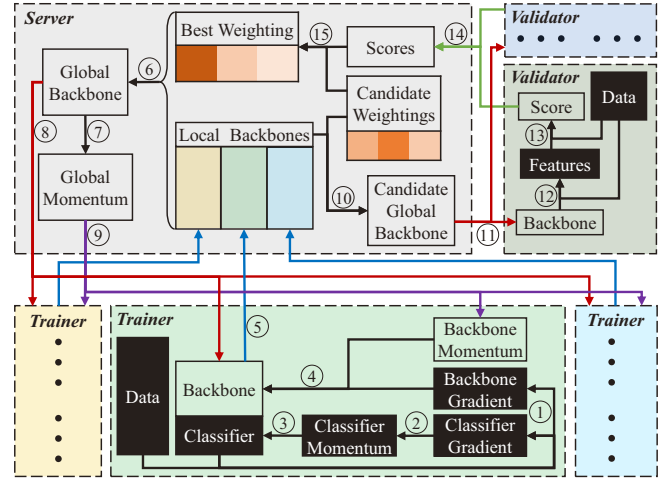 Server
Best Weighting
15
Scores
14
Validator
Global
Backbone
6
8
7
Global
Momentum
9
Local Backbones
Candidate
Weightings
10
Candidate
Global
Backbone
11
Validator
Score
Data
13
Features
12
Backbone
Trainer
Trainer
Data
5
Backbone
Classifier
4
3
Classifier
Momentum
2
Backbone
Momentum
Backbone
Gradient
Classifier
Gradient
1
Trainer